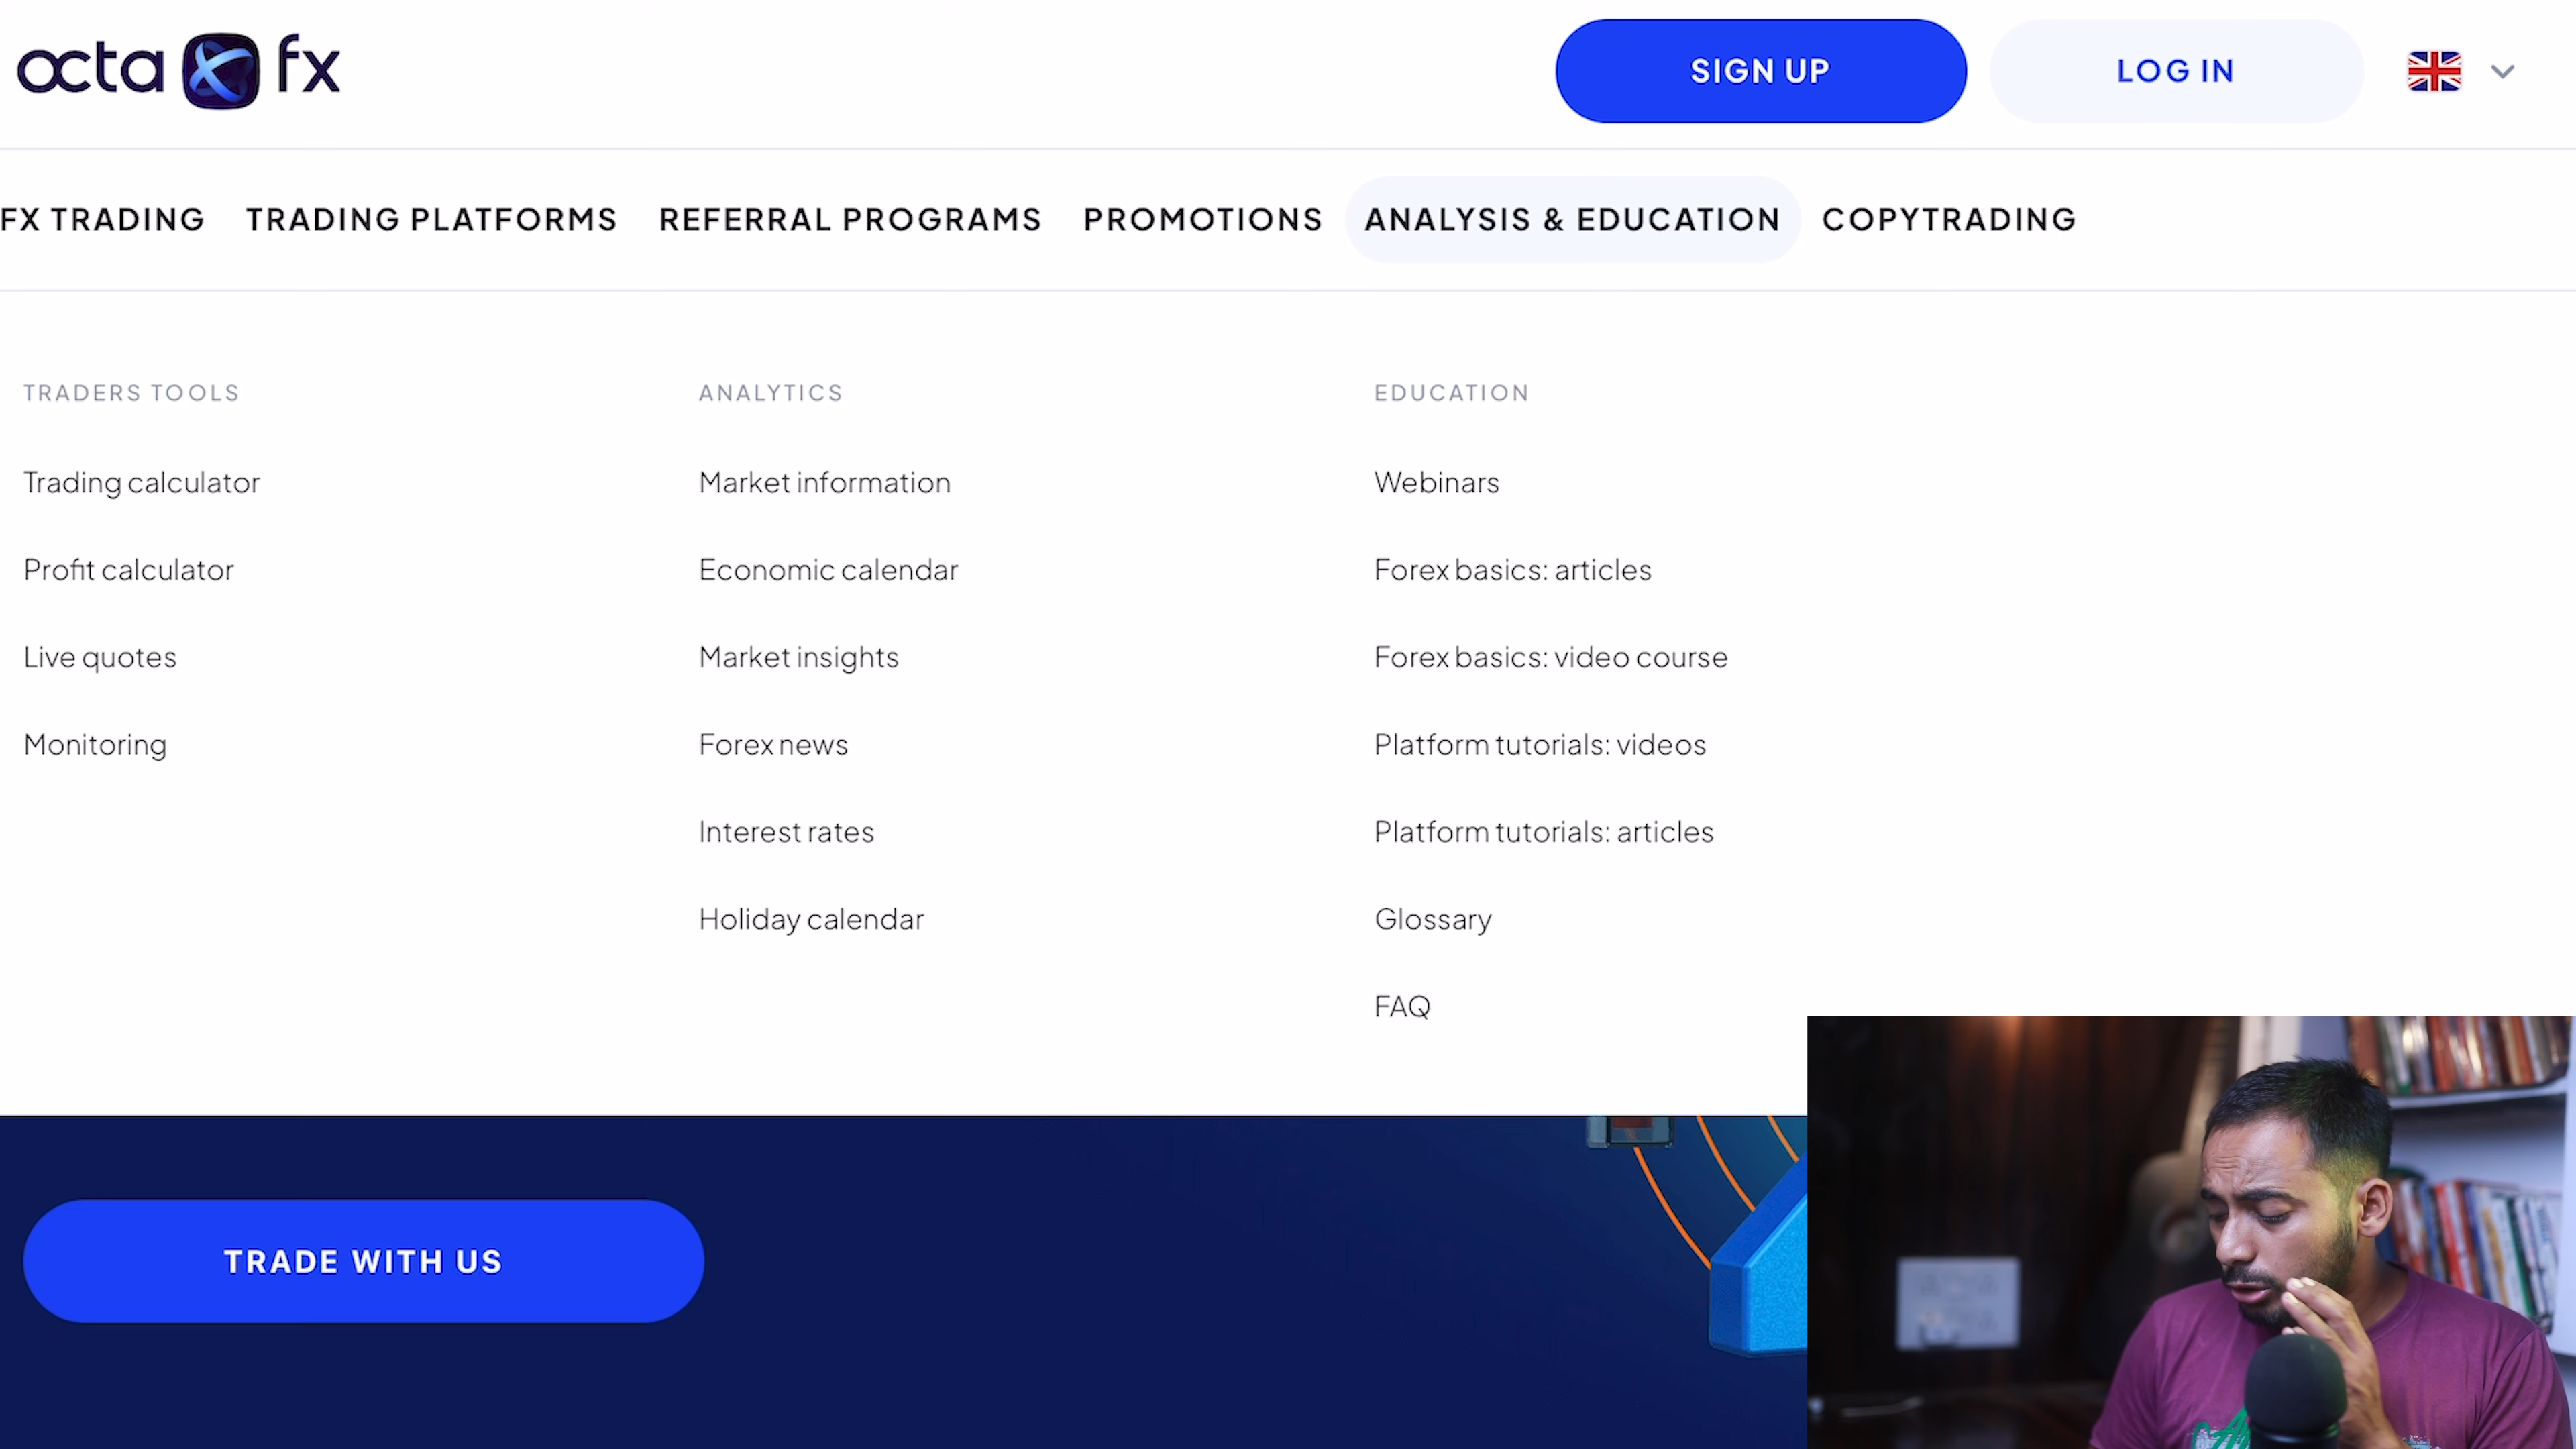 octa fx
SIGN UP
LOG IN
FX TRADING
TRADING PLATFORMS
REFERRAL PROGRAMS
PROMOTIONS
ANALYSIS & EDUCATION
COPYTRADING
TRADERS TOOLS
Trading calculator
Profit calculator
Live quotes
Monitoring
ANALYTICS
Market information
Economic calendar
Market insights
Forex news
Interest rates
Holiday calendar
EDUCATION
Webinars
Forex basics: articles
Forex basics: video course
Platform tutorials: videos
Platform tutorials: articles
Glossary
FAQ
TRADE WITH US